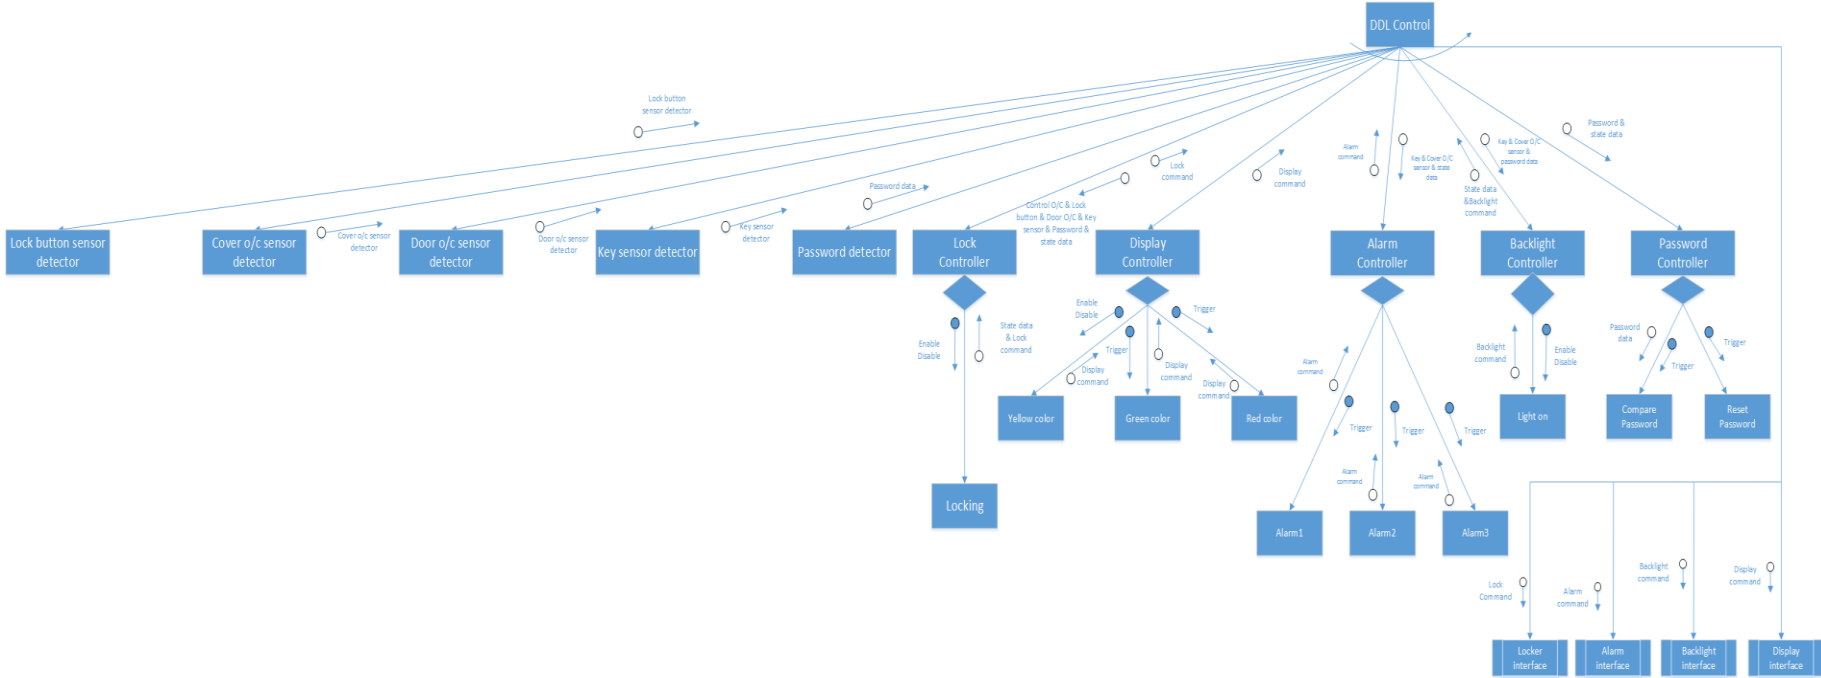 DDL Control
Lock button
sensor detector
Password &
state data
Alarm
command
Key & Cover O/C
sensor & state
data
Key & Cover O/C
sensor &
password data
State data
&Backlight
command
Lock
command
Display
command
Password data
Control O/C & Lock
button & Door O/C & Key
sensor & Password &
state data
Cover o/c sensor
detector
Door o/c sensor
detector
Key sensor
detector
Lock button sensor
detector
Cover o/c sensor
detector
Door o/c sensor
detector
Key sensor detector
Password detector
Lock
Controller
Display
Controller
Alarm
Controller
Backlight
Controller
Password
Controller
Enable
Disable
State data
& Lock
command
Enable
Disable
Trigger
Trigger
Display
command
Display
command
Display
command
Alarm
command
Trigger
Trigger
Trigger
Backlight
command
Enable
Disable
Password
data
Trigger
Trigger
Yellow color
Green color
Red color
Light on
Compare
Password
Reset
Password
Alarm
command
Alarm
command
Locking
Alarm1
Alarm2
Alarm3
Lock
Command
Alarm
command
Backlight
command
Display
command
Locker
interface
Alarm
interface
Backlight
interface
Display
interface